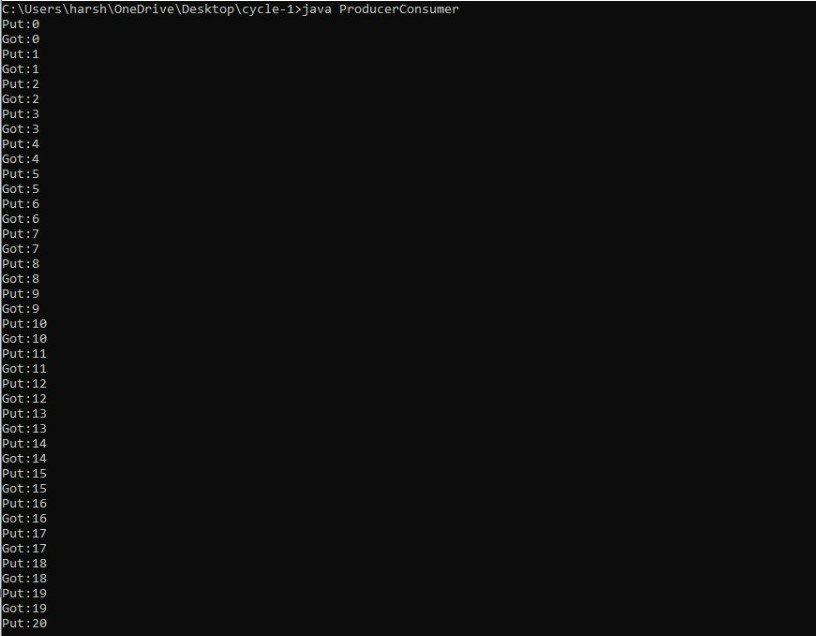 C:\Users\harsh\OneDrive\Desktop\cycle-1>java ProducerConsumer
Put:0
Got:0
Put:1
Got:1
Put:2
Got:2
Put:3
Got:3
Put:4
Got:4
Put:5
Got:5
Put:6
Got:6
Put:7
Got:7
Put:8
Got:8
Put:9
Got:9
Put:10
Got:10
Put:11
Got:11
Put:12
Got:12
Put:13
Got:13
Put:14
Got:14
Put:15
Got:15
Put:16
Got:16
Put:17
Got:17
Put:18
Got:18
Put:19
Got:19
Put:20